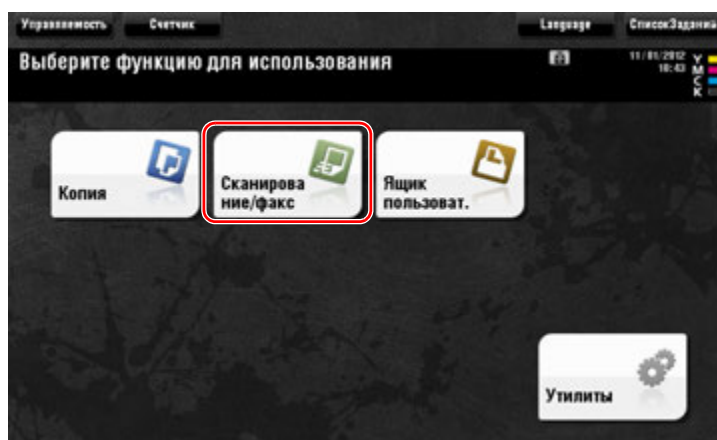 Управляемость Счетчик Language СписокЗаданий
Выберите функцию для использования 11/01/2012
10:43
Y
M
C
K
Копия
Сканирова
ние/факс
Ящик
пользоват.
Утилиты